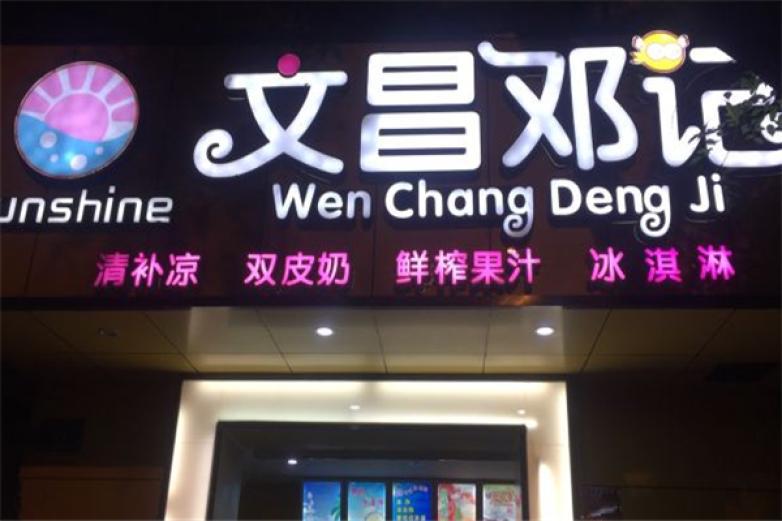 文昌邓记
unshine
Wen Chang Deng Ji
清补凉 双皮奶 鲜榨果汁 冰淇淋